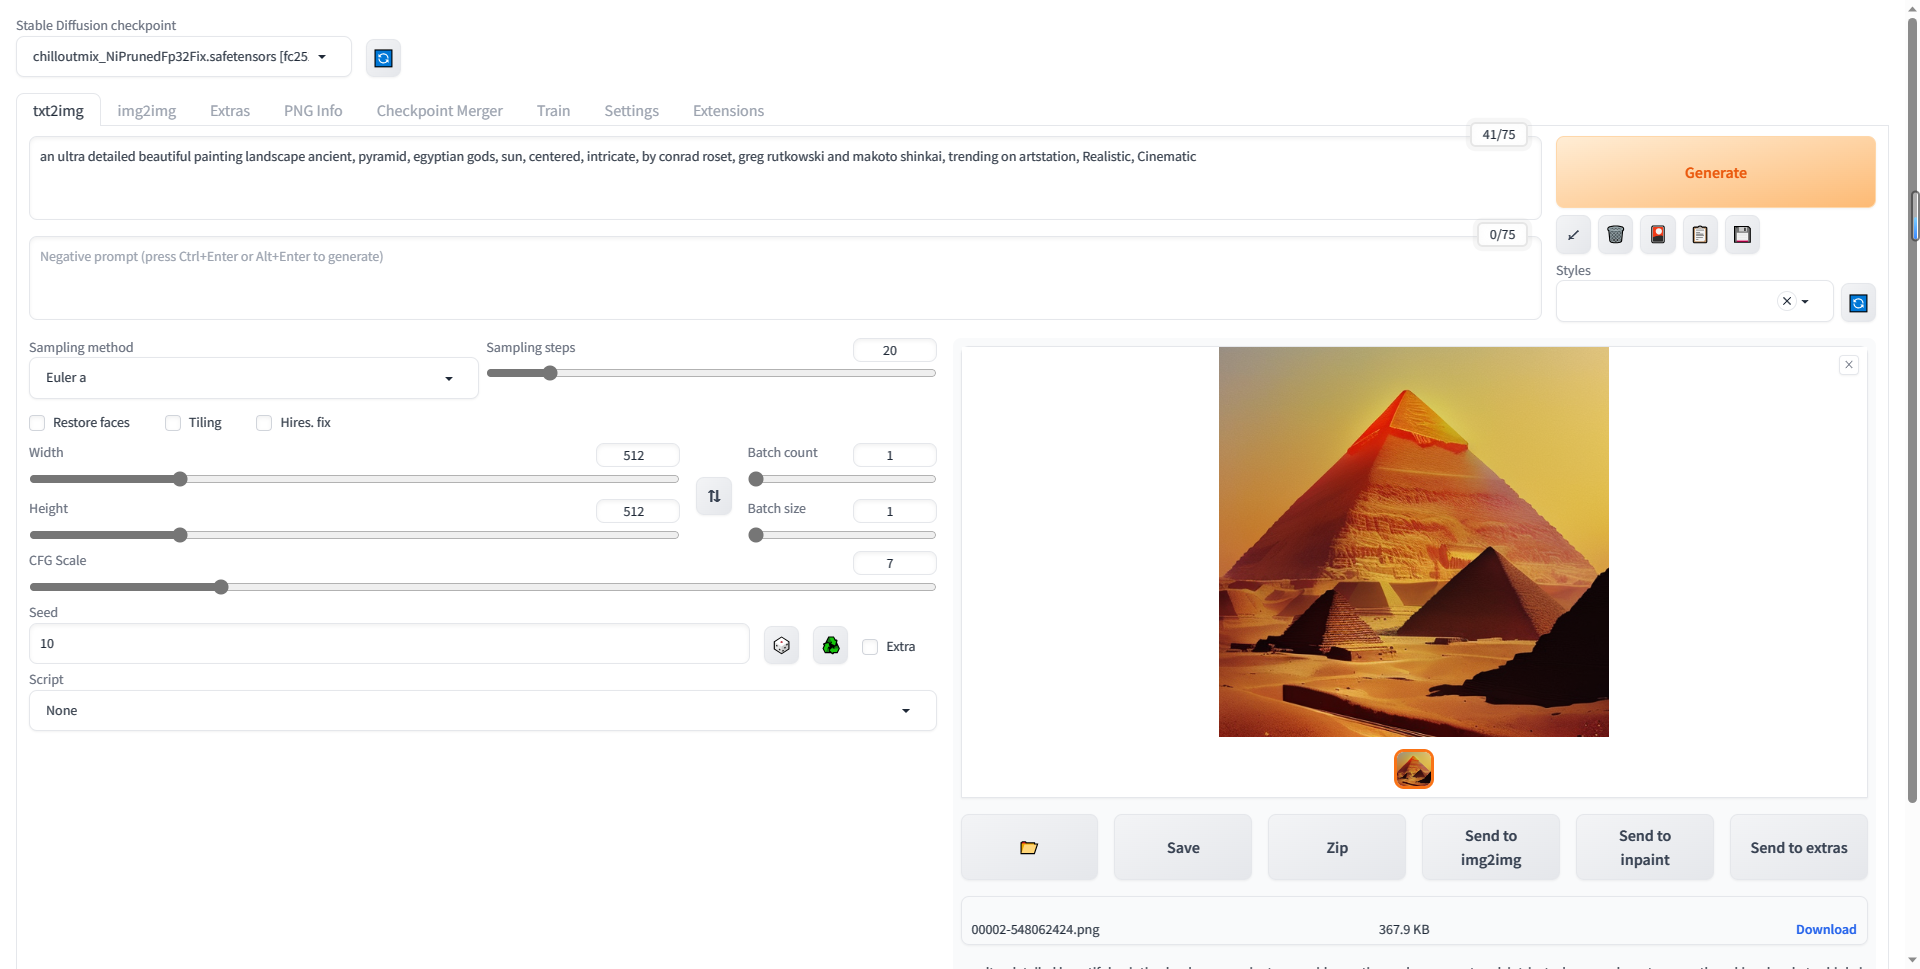 Stable Diffusion checkpoint
chilloutmix_NiPrunedFp32Fix.safetensors [fc25
txt2img img2img Extras PNG Info Checkpoint Merger Train Settings Extensions
41/75
an ultra detailed beautiful painting landscape ancient, pyramid, egyptian gods, sun, centered, intricate, by conrad roset, greg rutkowski and makoto shinkai, trending on artstation, Realistic, Cinematic
Generate
0/75
Negative prompt (press Ctrl+Enter or Alt+Enter to generate)
Styles
Sampling method
Euler a
Sampling steps
20
Restore faces Tiling Hires. fix
Width
512
Batch count
1
Height
512
Batch size
1
CFG Scale
7
Seed
10
Extra
Script
None
Save
Zip
Send to
img2img
Send to
inpaint
Send to extras
00002-548062424.png 367.9 KB Download